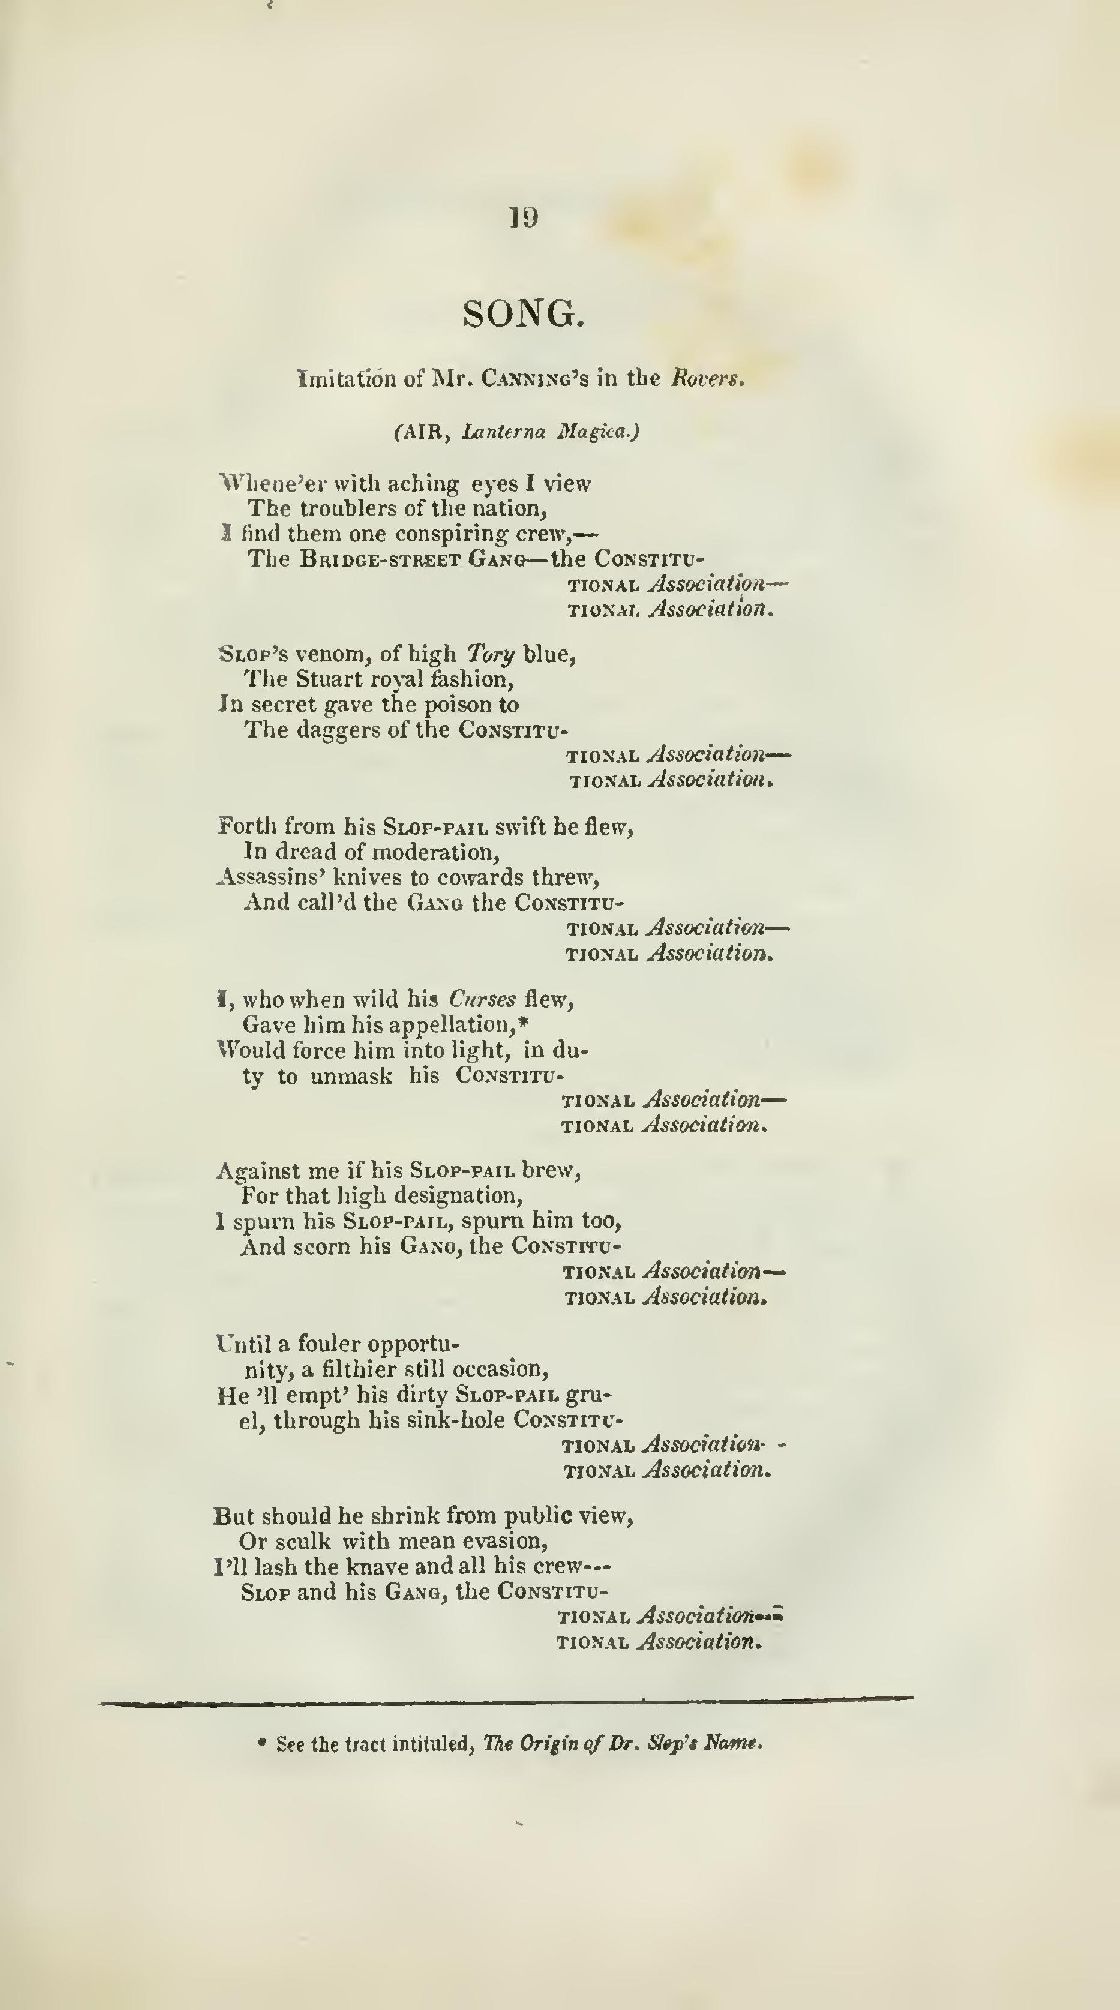 19
SONG.
Imitation of Mr. CANNING's in the Rovers.
(AIR, Lanterna Magica.)
Whene'er with aching eyes I view
The troublers of the nation,
I find them one conspiring crew,—
The BRIDGE-STREET GANG—the CONSTITU-
TIONAL Association—
TIONAL Association.
SLOP's venom, of high Tory blue,
The Stuart royal fashion,
In secret gave the poison to
The daggers of the CONSTITU-
TIONAL Association—
TIONAL Association.
Forth from his SLOP-PAIL swift he flew,
In dread of moderation,
Assassins' knives to cowards threw,
And call'd the GANG the CONSTITU-
TIONAL Association—
TIONAL Association.
I, who when wild his Curses flew,
Gave him his appellation,*
Would force him into light, in du-
ty to unmask his CONSTITU-
TIONAL Association—
TIONAL Association.
Against me if his SLOP-PAIL brew,
For that high designation,
I spurn his SLOP-PAIL, spurn him too,
And scorn his GANG, the CONSTITU-
TIONAL Association—
TIONAL Association.
Until a fouler opportu-
nity, a filthier still occasion,
He 'll empt' his dirty SLOP-PAIL gru-
el, through his sink-hole CONSTITU-
TIONAL Association- -
TIONAL Association.
But should he shrink from public view,
Or sculk with mean evasion,
I'll lash the knave and all his crew---
SLOP and his GANG, the CONSTITU-
TIONAL Association---
TIONAL Association.
* See the tract intituled, The Origin of Dr. Slop's Name.